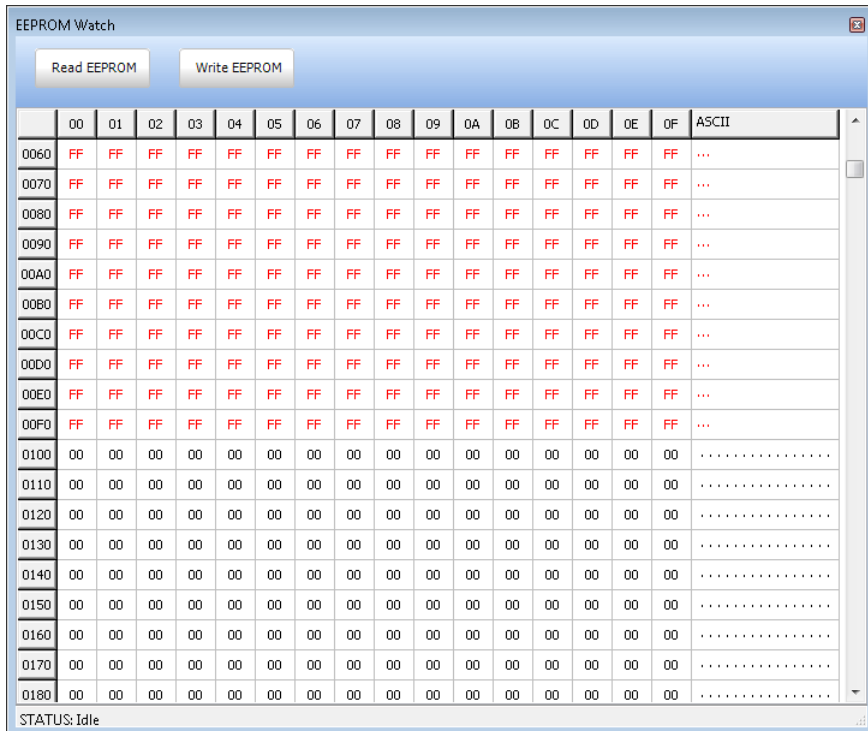 EEPROM Watch
Read EEPROM Write EEPROM
00 01 02 03 04 05 06 07 08 09 0A 0B 0C 0D 0E 0F ASCII
0060 FF FF FF FF FF FF FF FF FF FF FF FF FF FF FF FF ...
0070 FF FF FF FF FF FF FF FF FF FF FF FF FF FF FF FF ...
0080 FF FF FF FF FF FF FF FF FF FF FF FF FF FF FF FF ...
0090 FF FF FF FF FF FF FF FF FF FF FF FF FF FF FF FF ...
00A0 FF FF FF FF FF FF FF FF FF FF FF FF FF FF FF FF ...
00B0 FF FF FF FF FF FF FF FF FF FF FF FF FF FF FF FF ...
00C0 FF FF FF FF FF FF FF FF FF FF FF FF FF FF FF FF ...
00D0 FF FF FF FF FF FF FF FF FF FF FF FF FF FF FF FF ...
00E0 FF FF FF FF FF FF FF FF FF FF FF FF FF FF FF FF ...
00F0 FF FF FF FF FF FF FF FF FF FF FF FF FF FF FF FF ...
0100 00 00 00 00 00 00 00 00 00 00 00 00 00 00 00 00 ................
0110 00 00 00 00 00 00 00 00 00 00 00 00 00 00 00 00 ................
0120 00 00 00 00 00 00 00 00 00 00 00 00 00 00 00 00 ................
0130 00 00 00 00 00 00 00 00 00 00 00 00 00 00 00 00 ................
0140 00 00 00 00 00 00 00 00 00 00 00 00 00 00 00 00 ................
0150 00 00 00 00 00 00 00 00 00 00 00 00 00 00 00 00 ................
0160 00 00 00 00 00 00 00 00 00 00 00 00 00 00 00 00 ................
0170 00 00 00 00 00 00 00 00 00 00 00 00 00 00 00 00 ................
0180 00 00 00 00 00 00 00 00 00 00 00 00 00 00 00 00 ................
STATUS: Idle